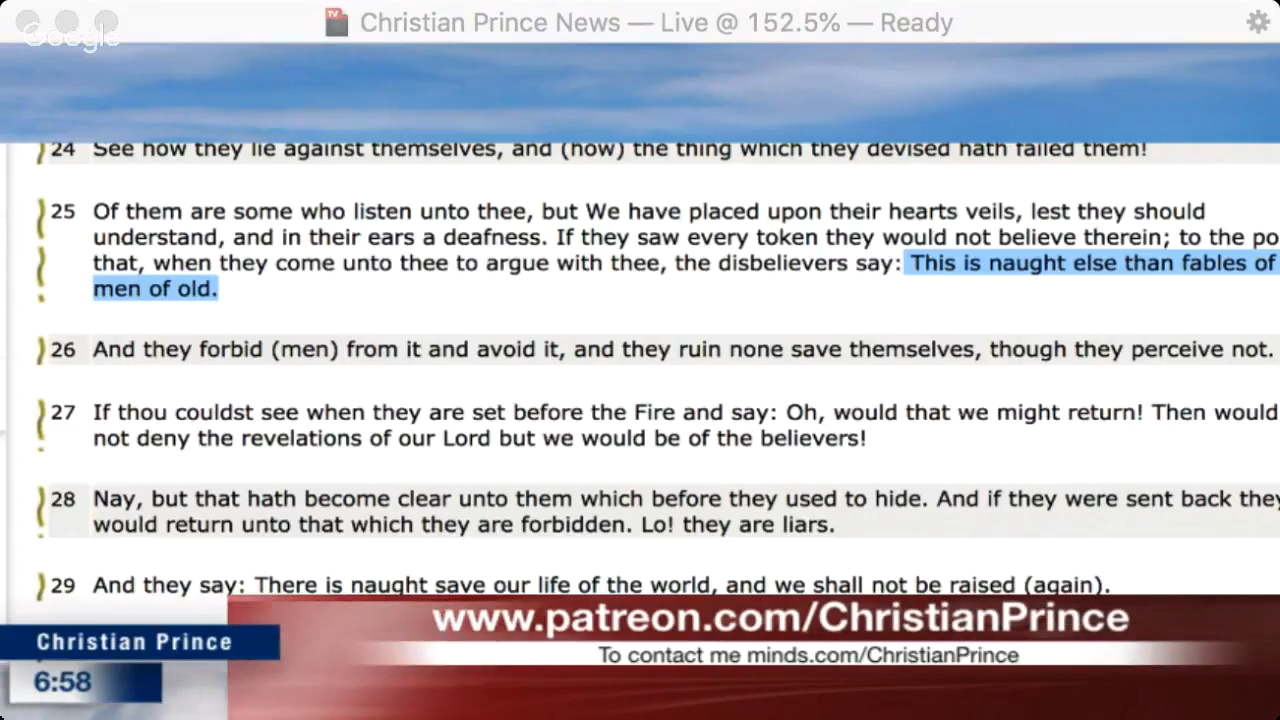 Christian Prince News — Live @ 152.5% — Ready
Google
24 See how they lie against themselves, and (how) the thing which they devised hath failed them!
25 Of them are some who listen unto thee, but We have placed upon their hearts veils, lest they should
understand, and in their ears a deafness. If they saw every token they would not believe therein; to the po
that, when they come unto thee to argue with thee, the disbelievers say: This is naught else than fables of
men of old.
26 And they forbid (men) from it and avoid it, and they ruin none save themselves, though they perceive not.
27 If thou couldst see when they are set before the Fire and say: Oh, would that we might return! Then would
not deny the revelations of our Lord but we would be of the believers!
28 Nay, but that hath become clear unto them which before they used to hide. And if they were sent back they
would return unto that which they are forbidden. Lo! they are liars.
29 And they say: There is naught save our life of the world, and we shall not be raised (again).
www.patreon.com/ChristianPrince
Christian Prince
To contact me minds.com/ChristianPrince
6:58